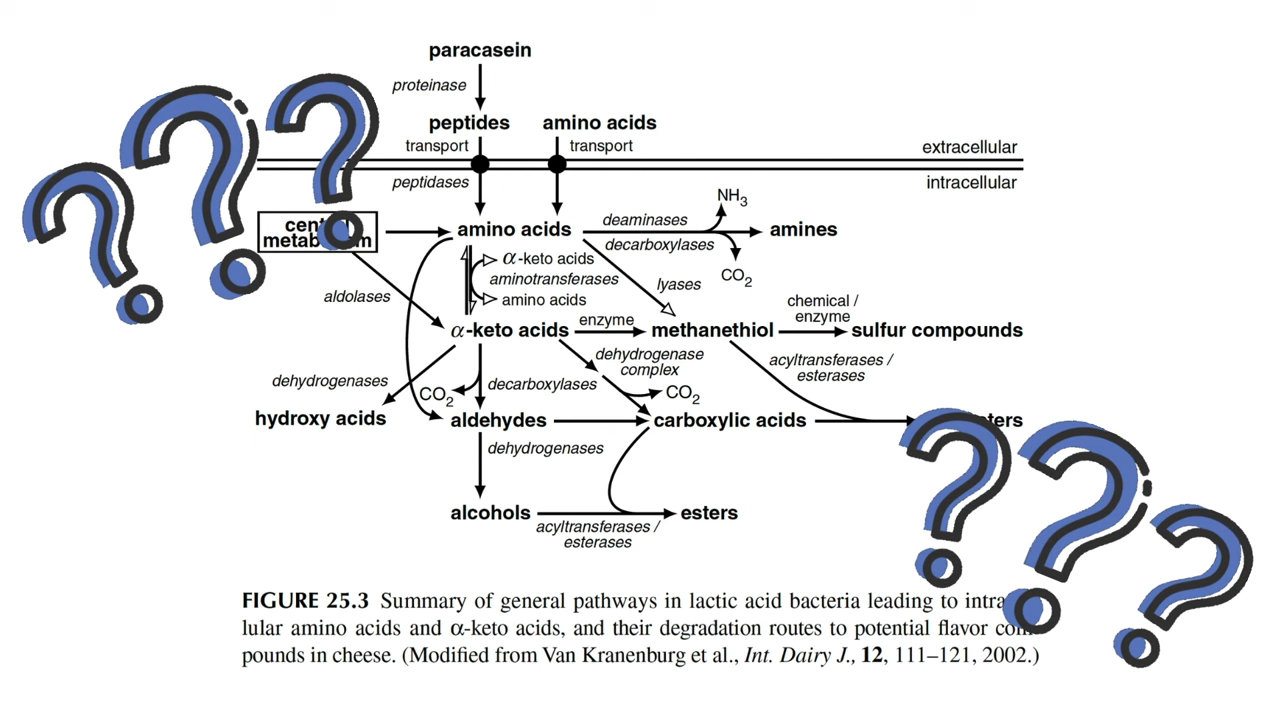 paracasein
proteinase
peptides amino acids
transport transport
extracellular
peptidases
intracellular
NH3
amino acids
deaminases
amines
decarboxylases
CO2
α-keto acids
aminotransferases
amino acids
lyases
aldolases
α-keto acids
enzyme
methanethiol
chemical /
enzyme
sulfur compounds
dehydrogenase
complex
acyltransferases /
esterases
dehydrogenases
CO2
decarboxylases
CO2
hydroxy acids
aldehydes
carboxylic acids
dehydrogenases
alcohols
acyltransferases /
esterases
esters
FIGURE 25.3 Summary of general pathways in lactic acid bacteria leading to
lular amino acids and α-keto acids, and their degradation routes to potential flavor
pounds in cheese. (Modified from Van Kranenburg et al., Int. Dairy J., 12, 111–121, 2002.)